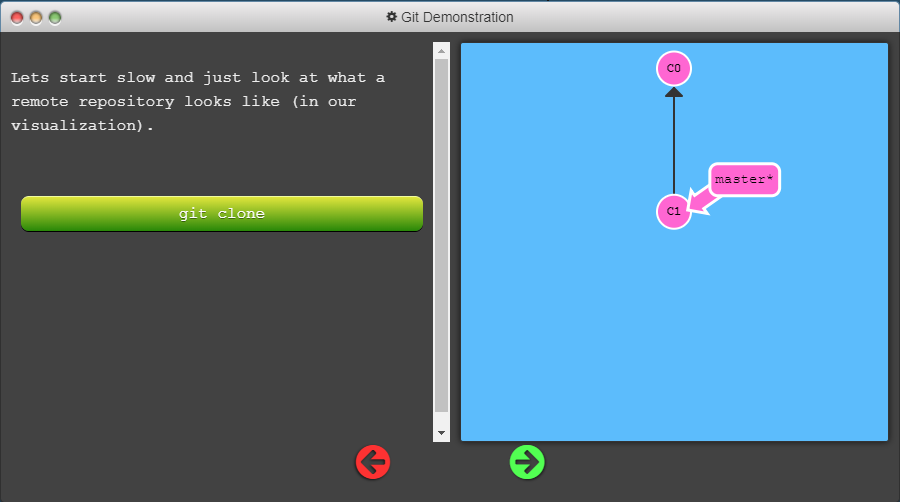 Git Demonstration
Lets start slow and just look at what a
remote repository looks like (in our
visualization).
git clone
C0
master*
C1